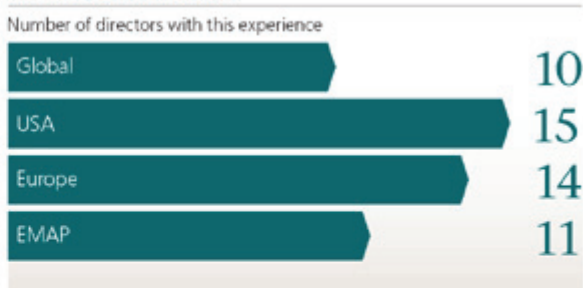 Number of directors with this experience
Global 10
USA 15
Europe 14
EMAP 11